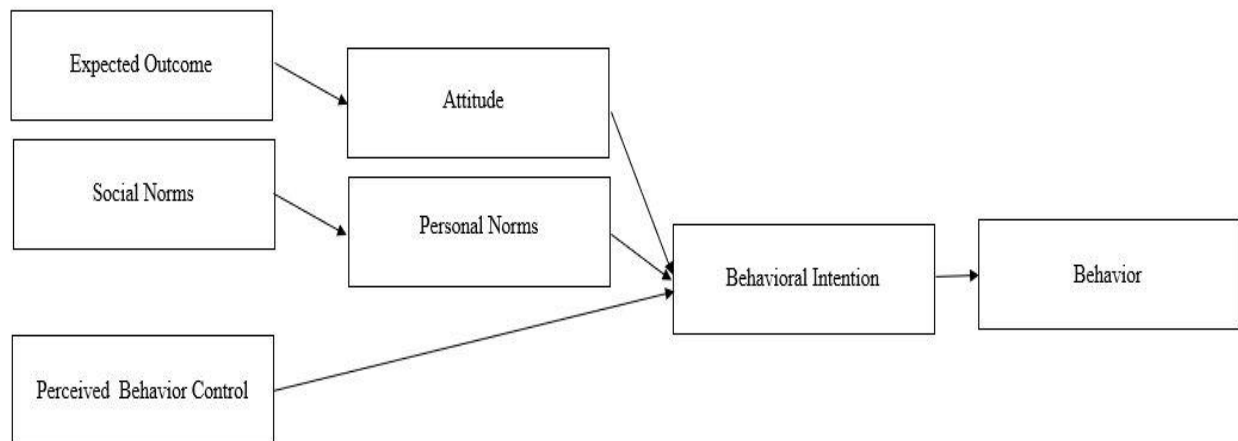 Expected Outcome
Attitude
Social Norms
Personal Norms
Behavioral Intention
Behavior
Perceived Behavior Control